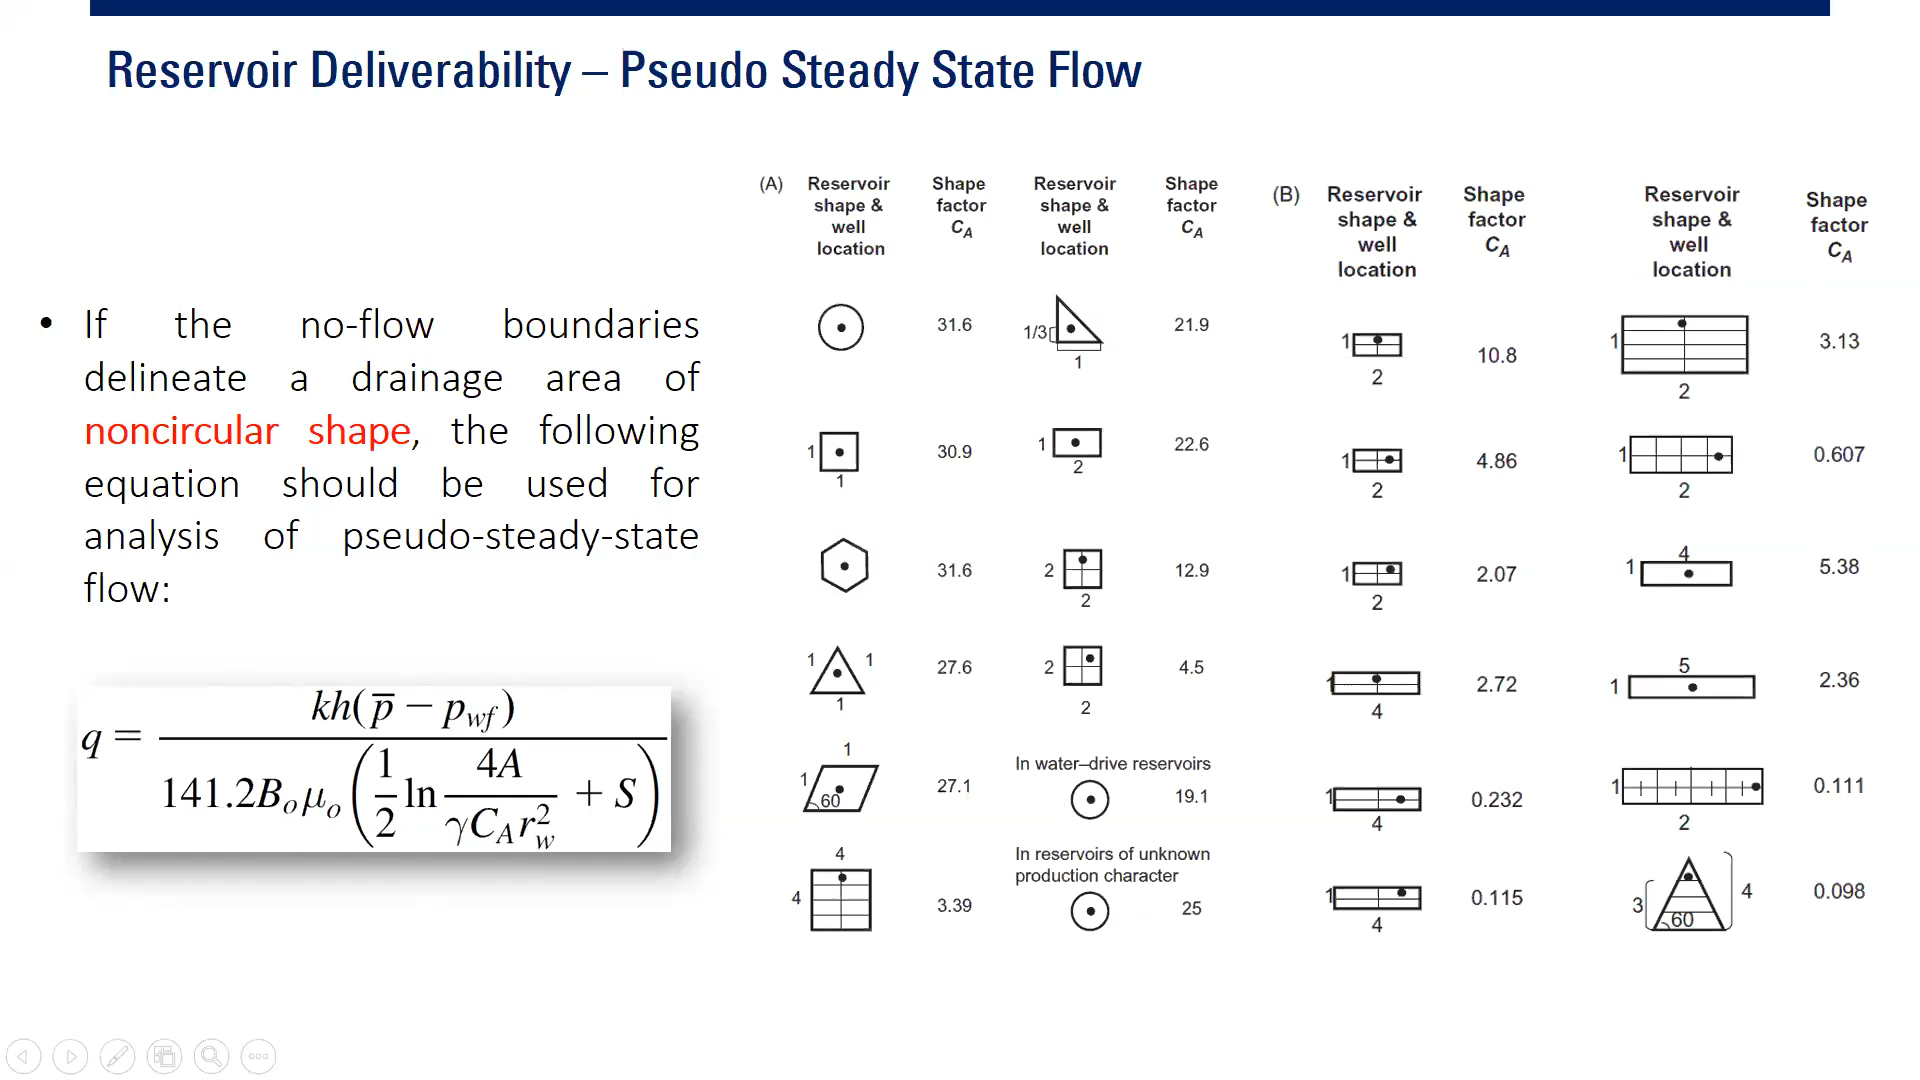 Reservoir Deliverability – Pseudo Steady State Flow
• If the no-flow boundaries
delineate a drainage area of
noncircular shape, the following
equation should be used for
analysis of pseudo-steady-state
flow:
q = kh(p̅ − p_wf) / 141.2B_oμ_o(1/2 ln 4A/γC_A r_w^2 + S)
(A)
Reservoir
shape &
well
location
Shape
factor
C_A
Reservoir
shape &
well
location
Shape
factor
C_A
31.6
1/3
1
21.9
1
1
30.9
1
2
22.6
31.6
2
2
12.9
1 1
1
27.6
2
2
4.5
1
1
60
27.1
In water–drive reservoirs
19.1
4
4
3.39
In reservoirs of unknown
production character
25
(B)
Reservoir
shape &
well
location
Shape
factor
C_A
Reservoir
shape &
well
location
Shape
factor
C_A
1
2
10.8
1
2
3.13
1
2
4.86
1
2
0.607
1
2
2.07
4
1
5.38
1
4
2.72
5
1
2.36
1
4
0.232
1
2
0.111
1
4
0.115
3
60
4
0.098